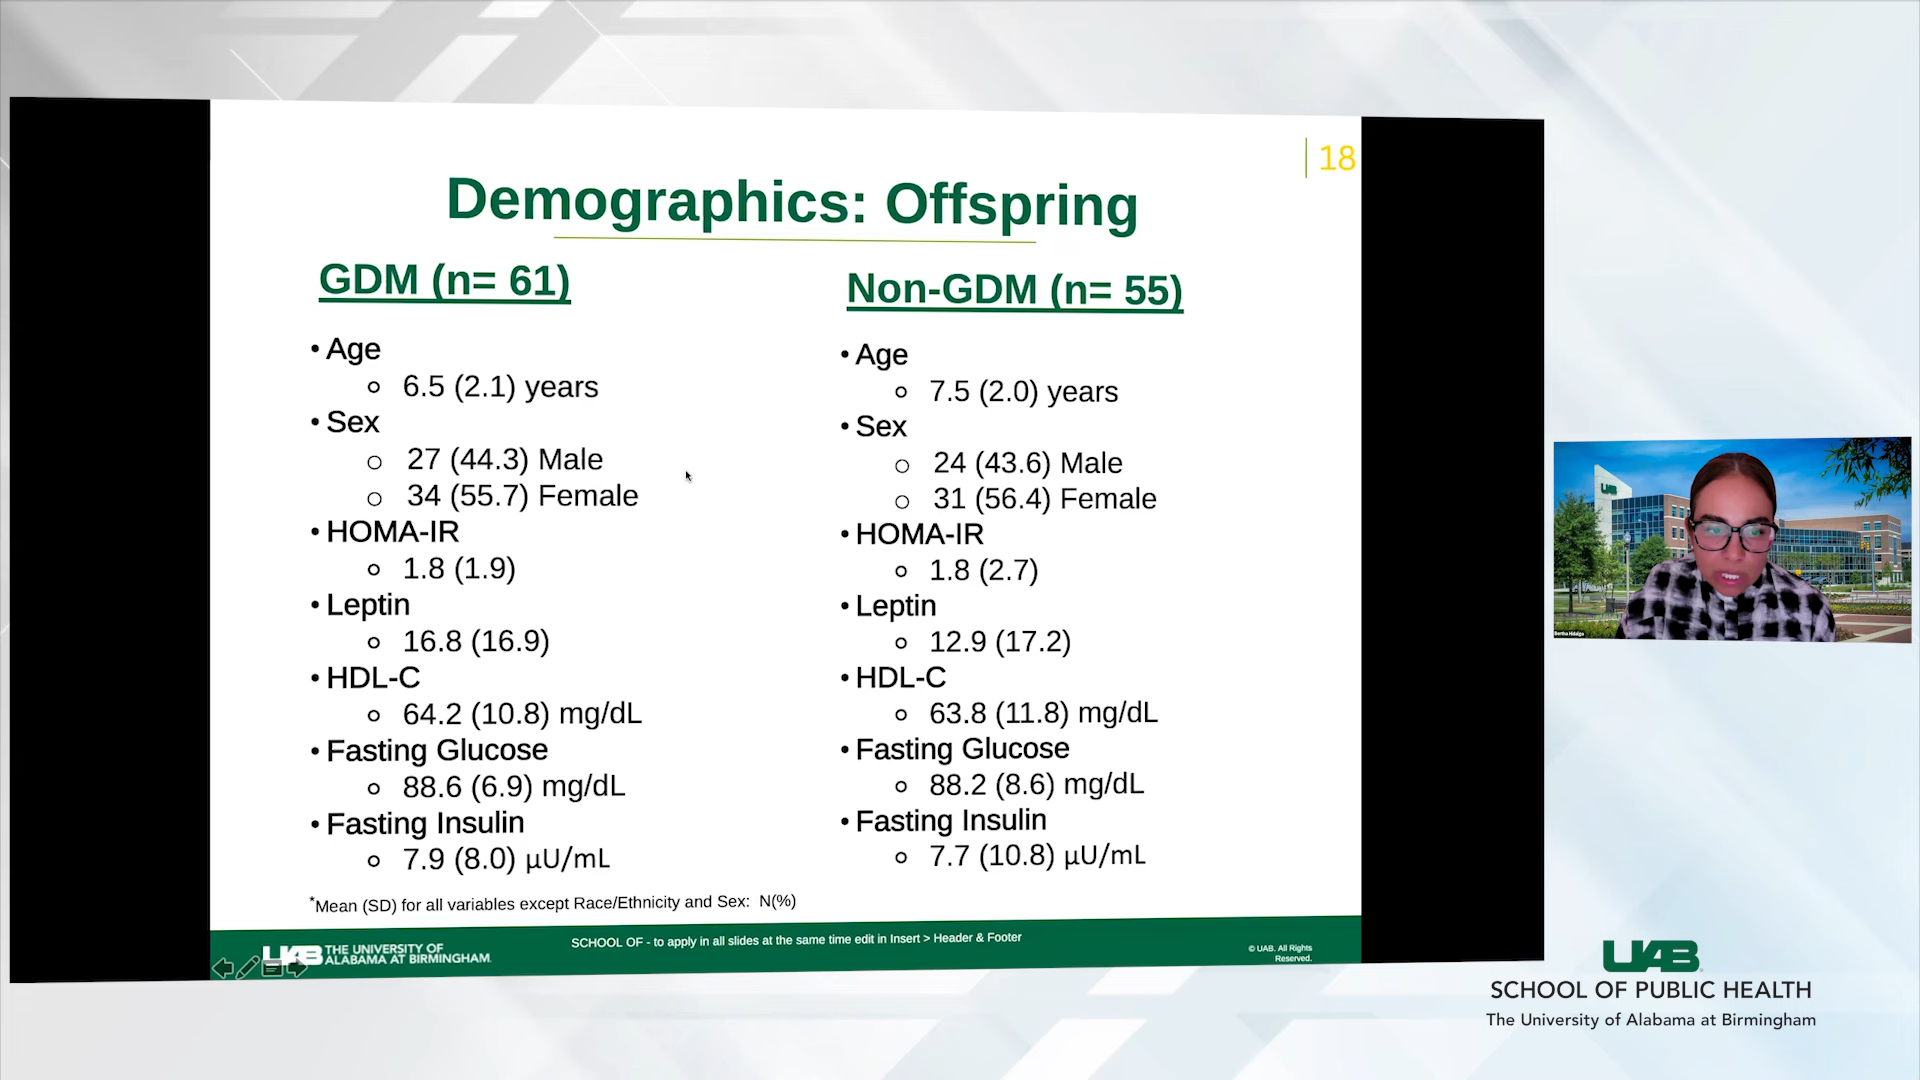 18
Demographics: Offspring
GDM (n= 61)
• Age
o 6.5 (2.1) years
• Sex
o 27 (44.3) Male
o 34 (55.7) Female
• HOMA-IR
o 1.8 (1.9)
• Leptin
o 16.8 (16.9)
• HDL-C
o 64.2 (10.8) mg/dL
• Fasting Glucose
o 88.6 (6.9) mg/dL
• Fasting Insulin
o 7.9 (8.0) µU/mL
Non-GDM (n= 55)
• Age
o 7.5 (2.0) years
• Sex
o 24 (43.6) Male
o 31 (56.4) Female
• HOMA-IR
o 1.8 (2.7)
• Leptin
o 12.9 (17.2)
• HDL-C
o 63.8 (11.8) mg/dL
• Fasting Glucose
o 88.2 (8.6) mg/dL
• Fasting Insulin
o 7.7 (10.8) µU/mL
*Mean (SD) for all variables except Race/Ethnicity and Sex: N(%)
UAB THE UNIVERSITY OF
ALABAMA AT BIRMINGHAM.
SCHOOL OF - to apply in all slides at the same time edit in Insert > Header & Footer
© UAB. All Rights
Reserved.
UAB
Bertha Hidalgo
UAB
SCHOOL OF PUBLIC HEALTH
The University of Alabama at Birmingham